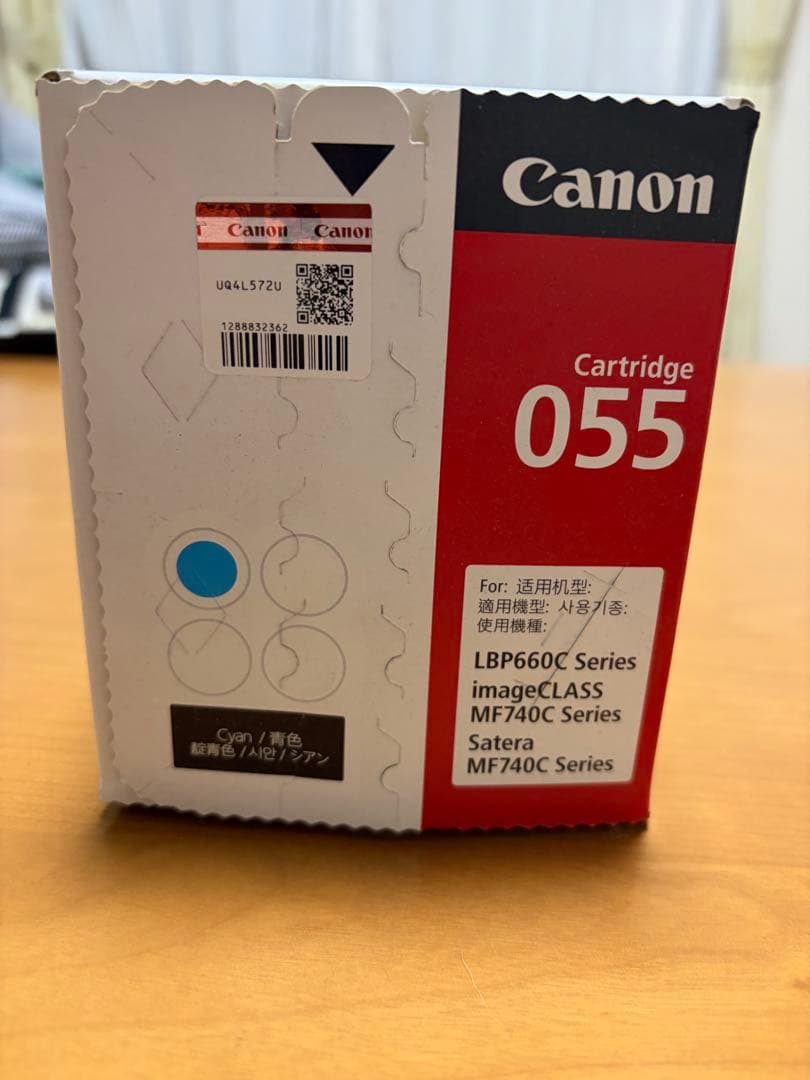 Canon Canon
UQ4L572U
1288832362
Canon
Cartridge
055
For: 适用机型:
適用機型: 사용기종:
使用機種:
LBP660C Series
imageCLASS
MF740C Series
Satera
MF740C Series
Cyan / 青色
靛青色 / 시안 / シアン